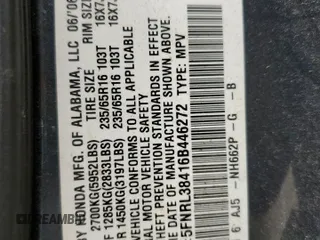 BY HONDA MFG. OF ALABAMA, LLC 06/06
2700KG(5952LBS) TIRE SIZE RIM SIZE
F 1285KG(2833LBS) 235/65R16 103T 16X7
R 1450KG(3197LBS) 235/65R16 103T 16X7
VEHICLE CONFORMS TO ALL APPLICABLE
MOTOR VEHICLE SAFETY AND
THEFT PREVENTION STANDARDS IN EFFECT
DATE OF MANUFACTURE SHOWN ABOVE.
5FNRL38416B446272 TYPE: MPV
6 AJ5 - NH662P - G - B